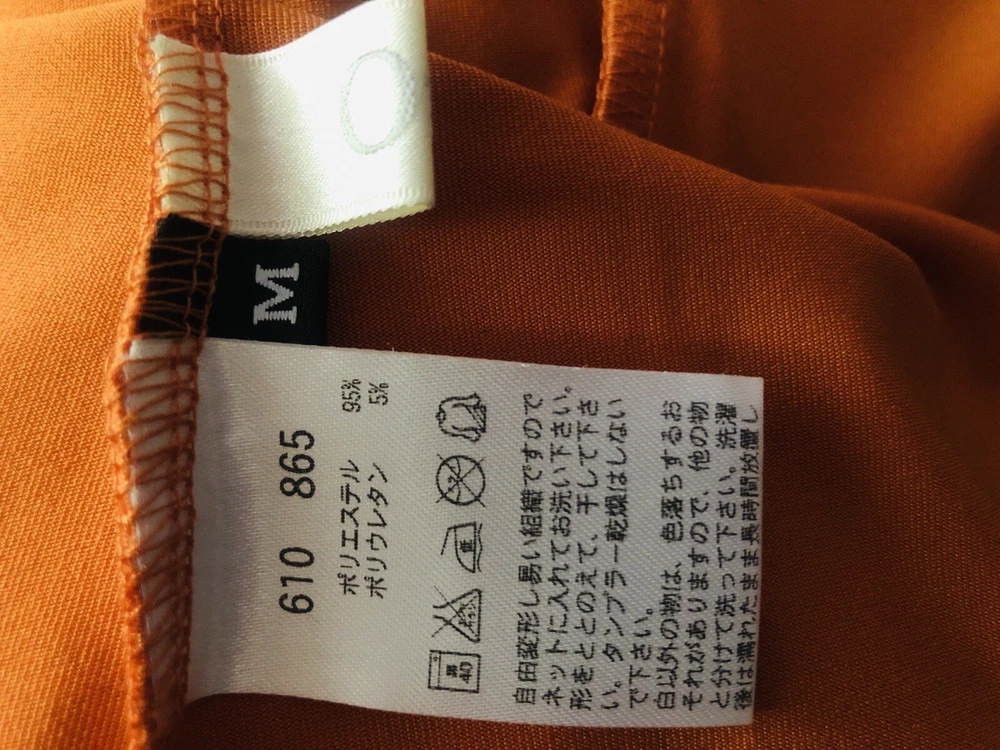 M
610 865
ポリエステル 95%
ポリウレタン 5%
弱
40
自由変形し易い組織ですので
ネットに入れてお洗い下さい。
形をととのえて、干して下さ
い。タンブラー乾燥はしない
で下さい。
白以外の物は、色落ちするお
それがありますので、他の物
と分けて洗って下さい。洗濯
後は濡れたまま長時間放置し